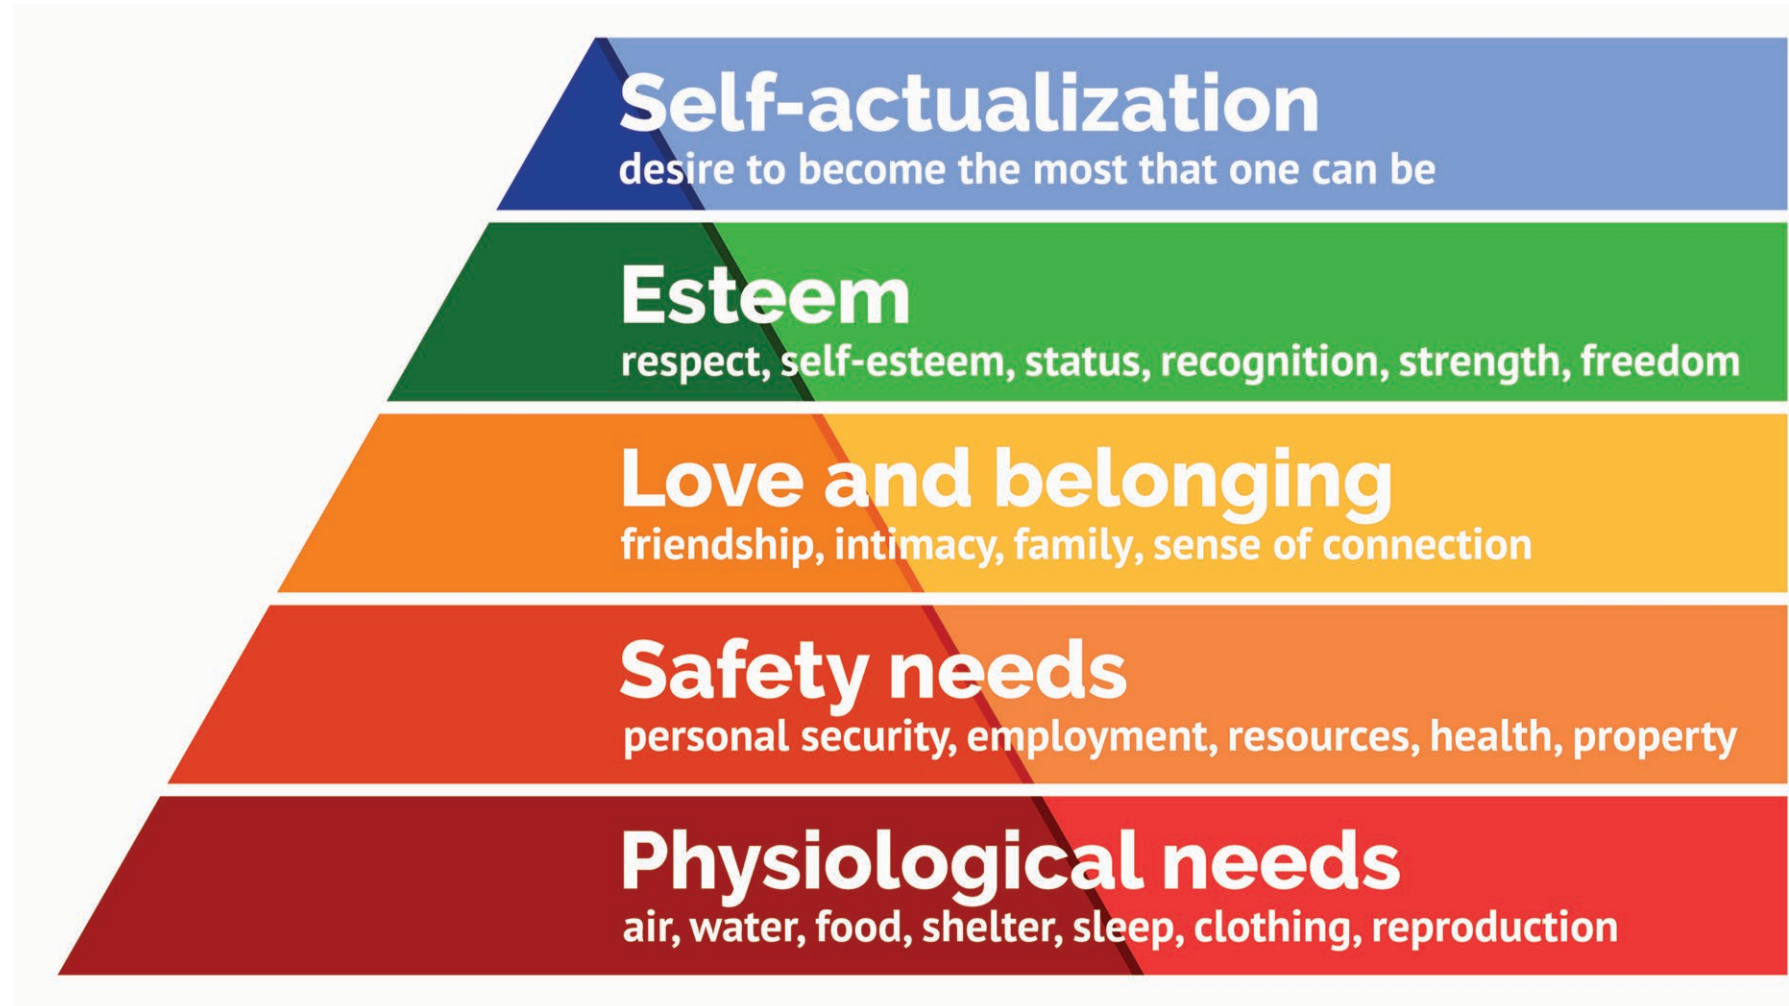 Self-actualization
desire to become the most that one can be
Esteem
respect, self-esteem, status, recognition, strength, freedom
Love and belonging
friendship, intimacy, family, sense of connection
Safety needs
personal security, employment, resources, health, property
Physiological needs
air, water, food, shelter, sleep, clothing, reproduction